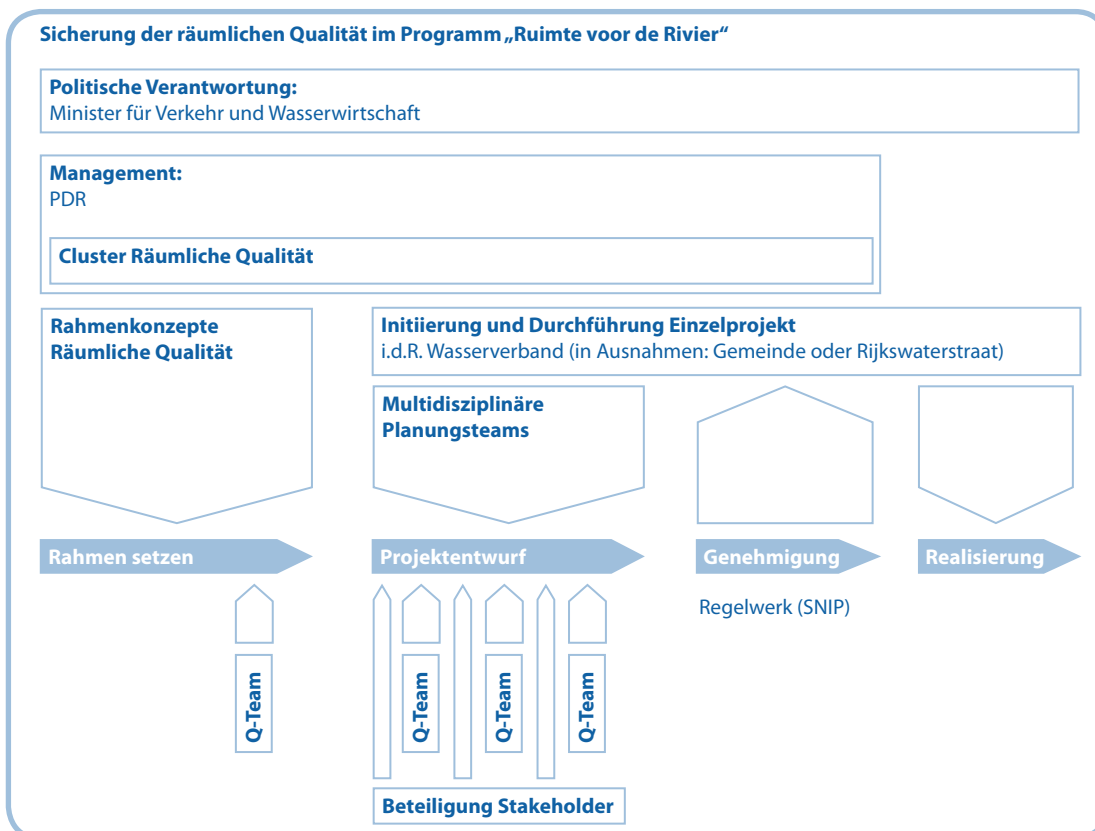 Sicherung der räumlichen Qualität im Programm „Ruimte voor de Rivier“
Politische Verantwortung:
Minister für Verkehr und Wasserwirtschaft
Management:
PDR
Cluster Räumliche Qualität
Rahmenkonzepte
Räumliche Qualität
Initiierung und Durchführung Einzelprojekt
i.d.R. Wasserverband (in Ausnahmen: Gemeinde oder Rijkswaterstraat)
Multidisziplinäre
Planungsteams
Rahmen setzen
Projektentwurf
Genehmigung
Realisierung
Regelwerk (SNIP)
Q-Team
Q-Team
Q-Team
Q-Team
Beteiligung Stakeholder